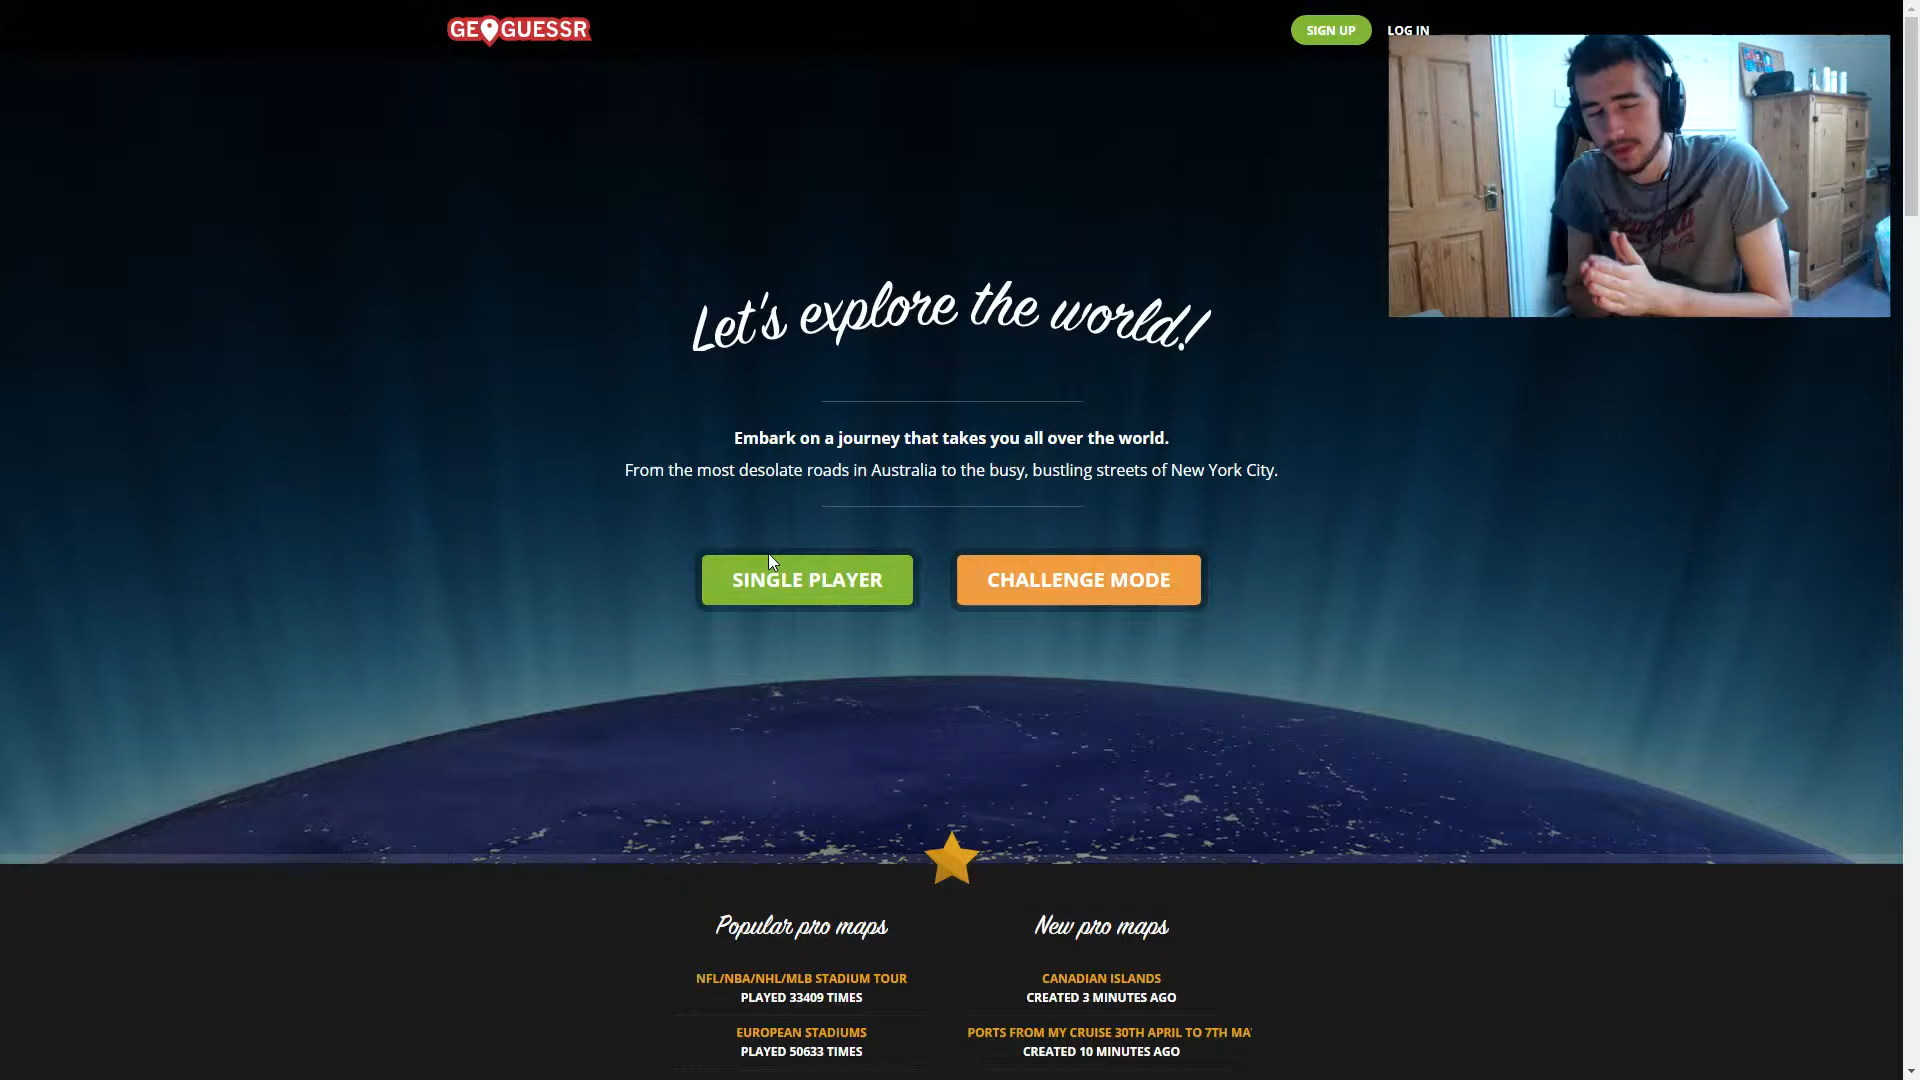 GEOGUESSR
SIGN UP
LOG IN
Let's explore the world!
Embark on a journey that takes you all over the world.
From the most desolate roads in Australia to the busy, bustling streets of New York City.
SINGLE PLAYER
CHALLENGE MODE
Popular pro maps
New pro maps
NFL/NBA/NHL/MLB STADIUM TOUR
PLAYED 33409 TIMES
CANADIAN ISLANDS
CREATED 3 MINUTES AGO
EUROPEAN STADIUMS
PLAYED 50633 TIMES
PORTS FROM MY CRUISE 30TH APRIL TO 7TH MA
CREATED 10 MINUTES AGO